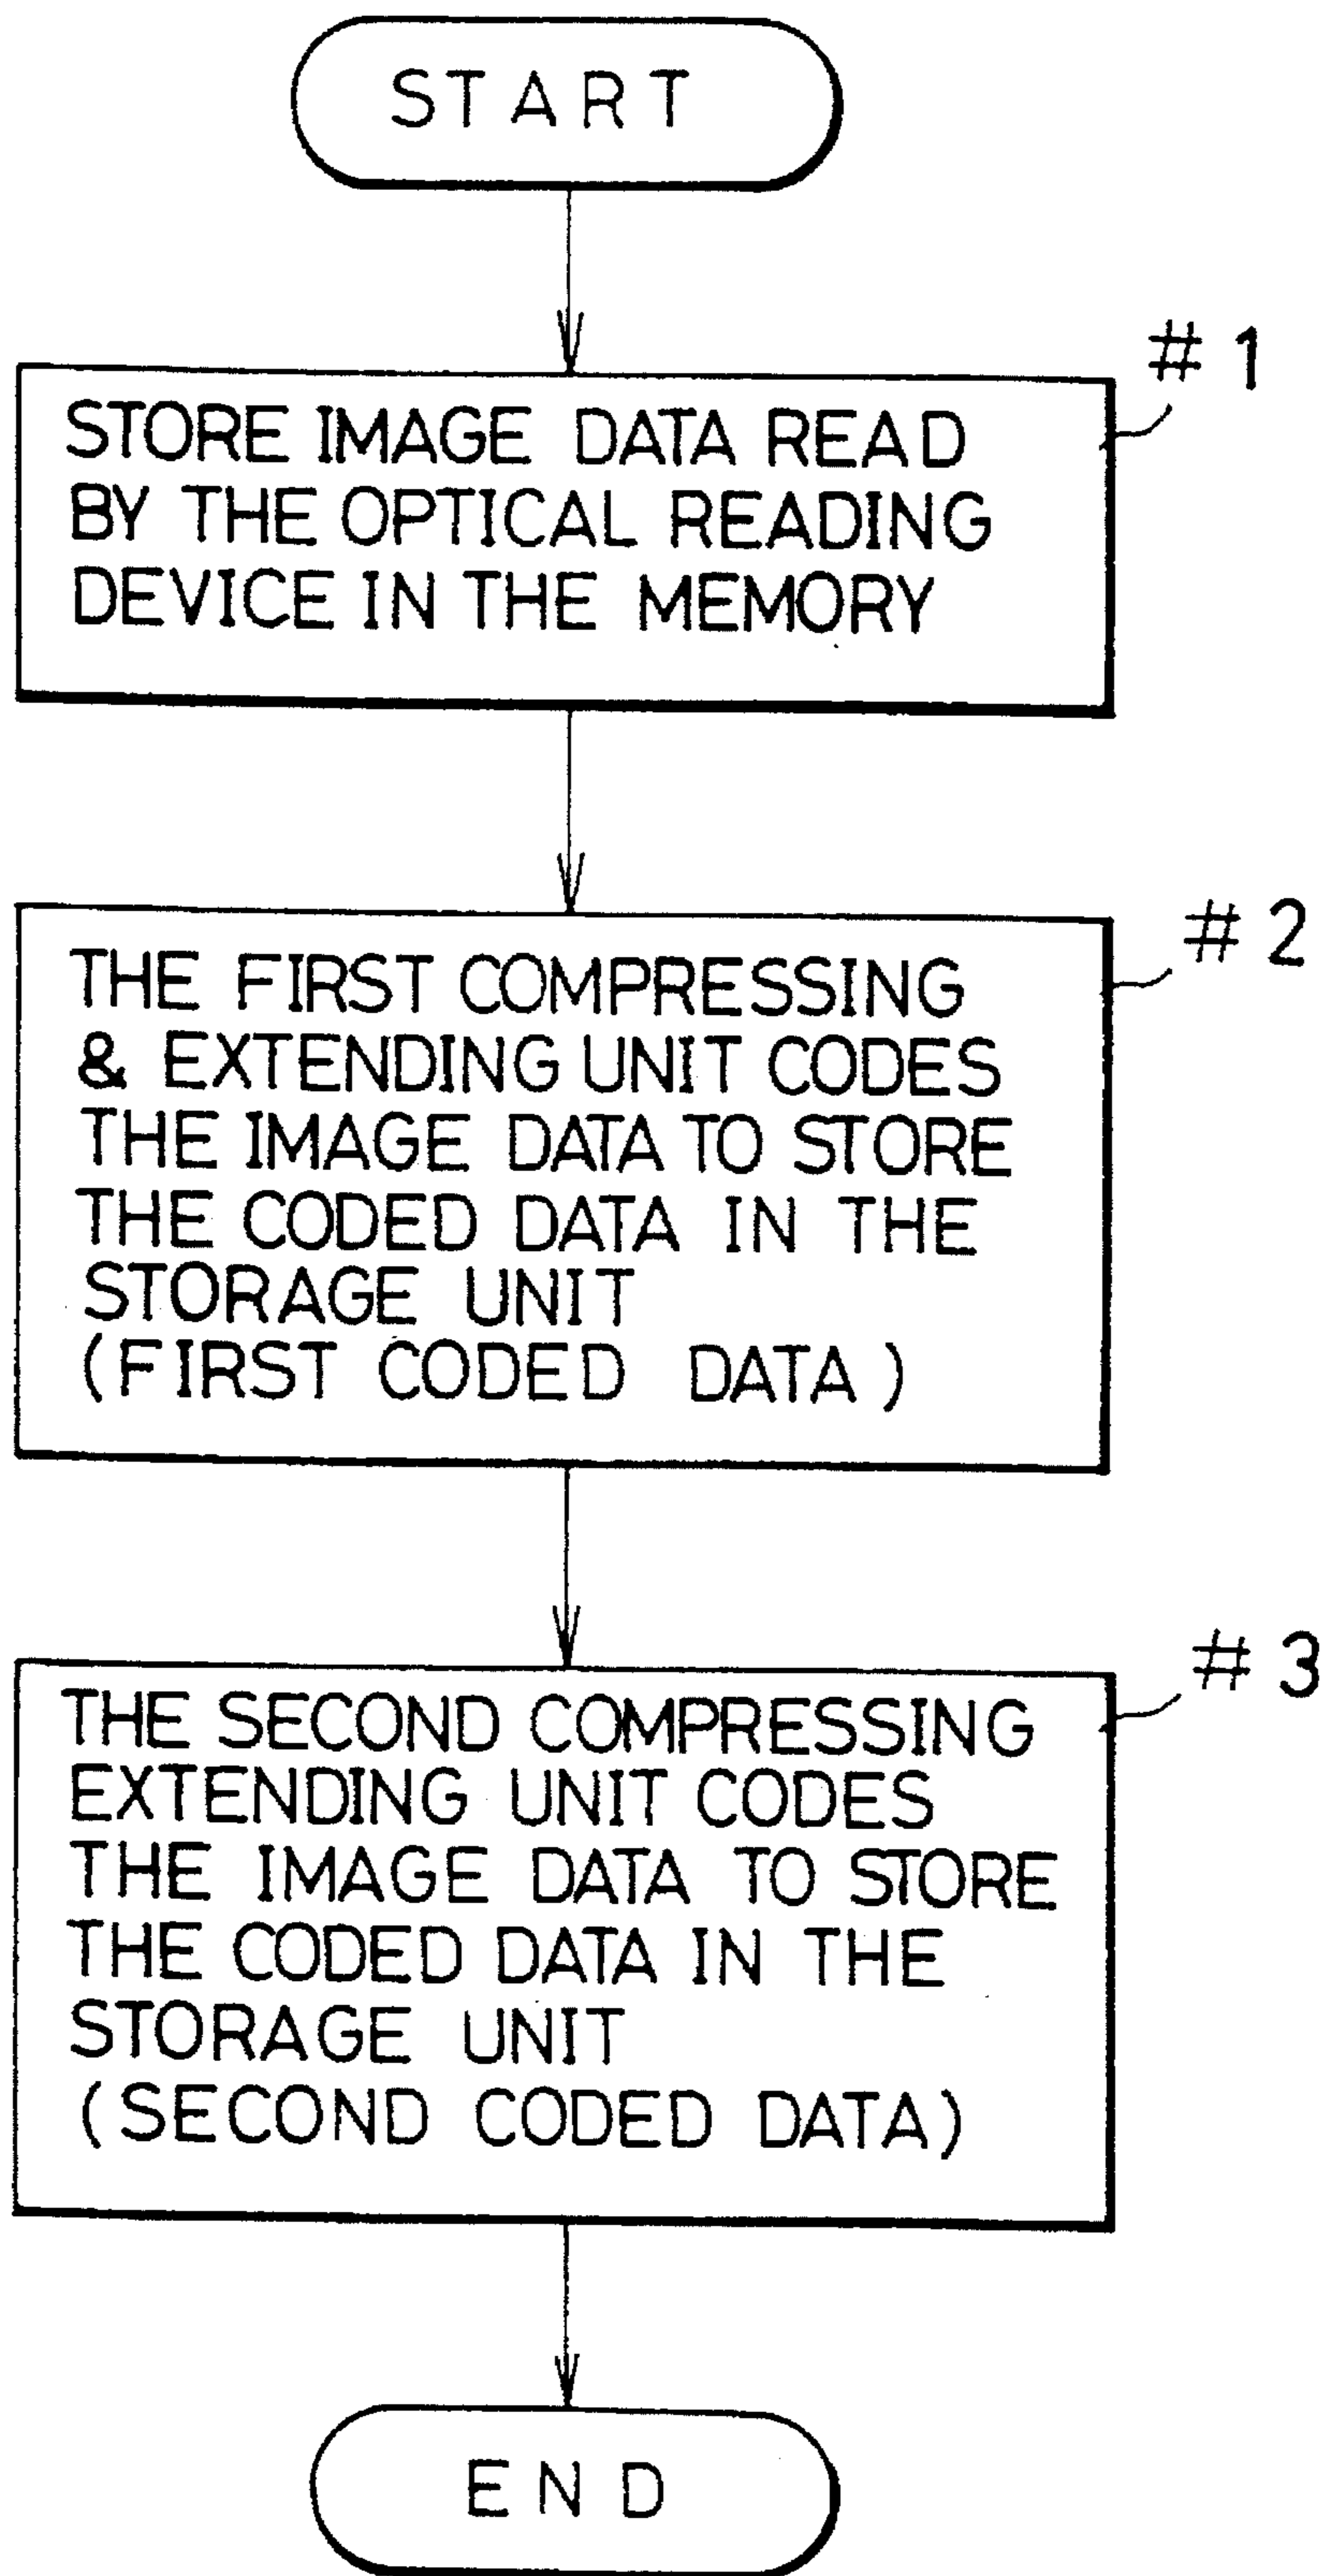 START
#1
STORE IMAGE DATA READ
BY THE OPTICAL READING
DEVICE IN THE MEMORY
#2
THE FIRST COMPRESSING
& EXTENDING UNIT CODES
THE IMAGE DATA TO STORE
THE CODED DATA IN THE
STORAGE UNIT
(FIRST CODED DATA)
#3
THE SECOND COMPRESSING
EXTENDING UNIT CODES
THE IMAGE DATA TO STORE
THE CODED DATA IN THE
STORAGE UNIT
(SECOND CODED DATA)
END